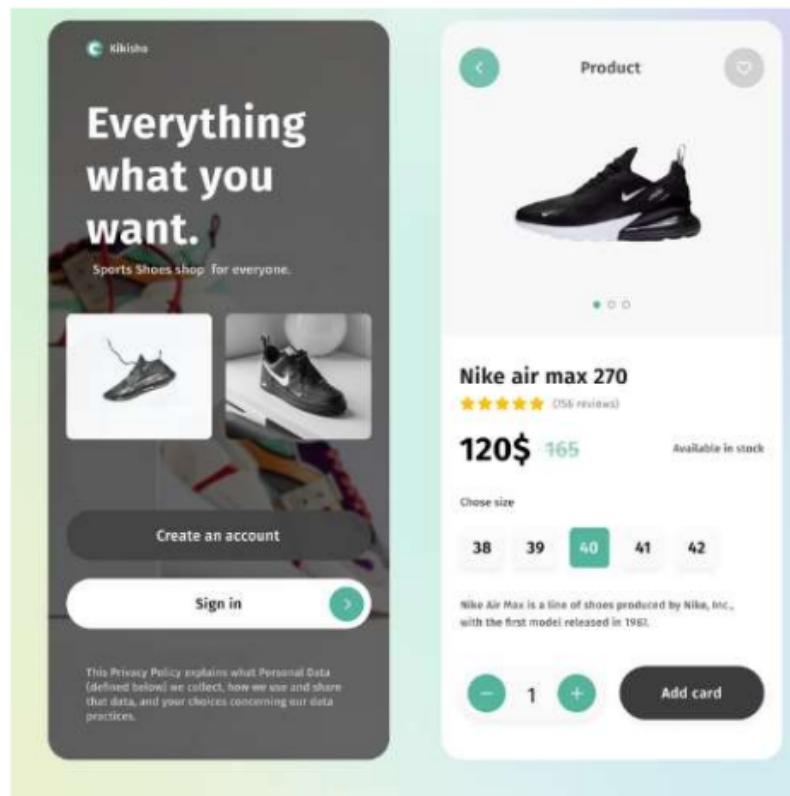 Kikisho
Everything
what you
want.
Sports Shoes shop for everyone.
Create an account
Sign in
This Privacy Policy explains what Personal Data
(defined below) we collect, how we use and share
that data, and your choices concerning our data
practices.
Product
Nike air max 270
(756 reviews)
120$ 165
Available in stock
Chose size
38 39 40 41 42
Nike Air Max is a line of shoes produced by Nike, Inc.,
with the first model released in 1987.
1
Add card